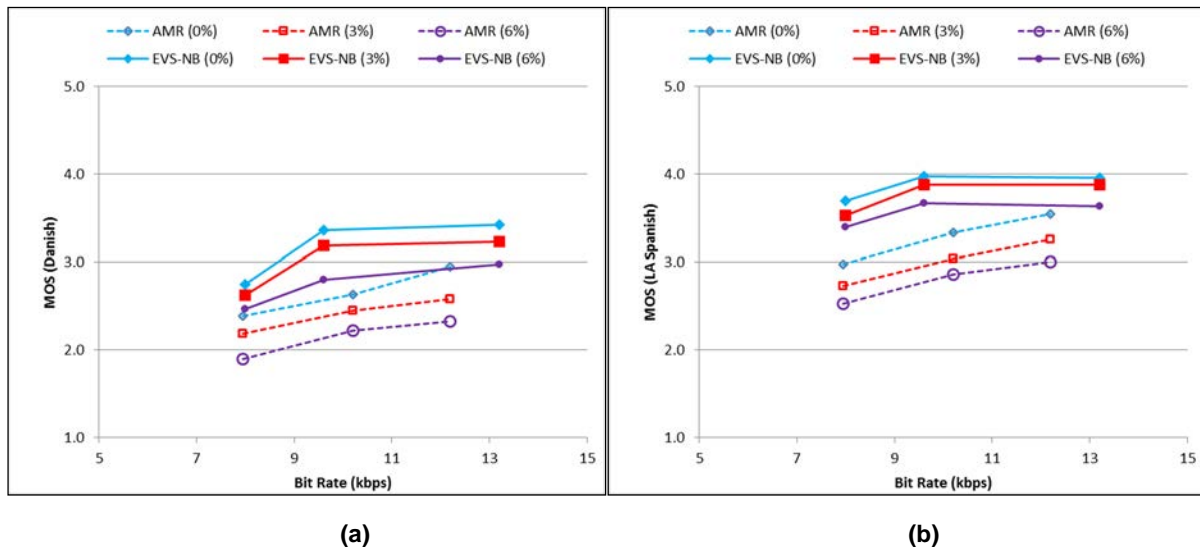 AMR (0%) AMR (3%) AMR (6%)
EVS-NB (0%) EVS-NB (3%) EVS-NB (6%)
5.0
4.0
3.0
2.0
1.0
MOS (Danish)
5 7 9 11 13 15
Bit Rate (kbps)
(a)
AMR (0%) AMR (3%) AMR (6%)
EVS-NB (0%) EVS-NB (3%) EVS-NB (6%)
5.0
4.0
3.0
2.0
1.0
MOS (LA Spanish)
5 7 9 11 13 15
Bit Rate (kbps)
(b)